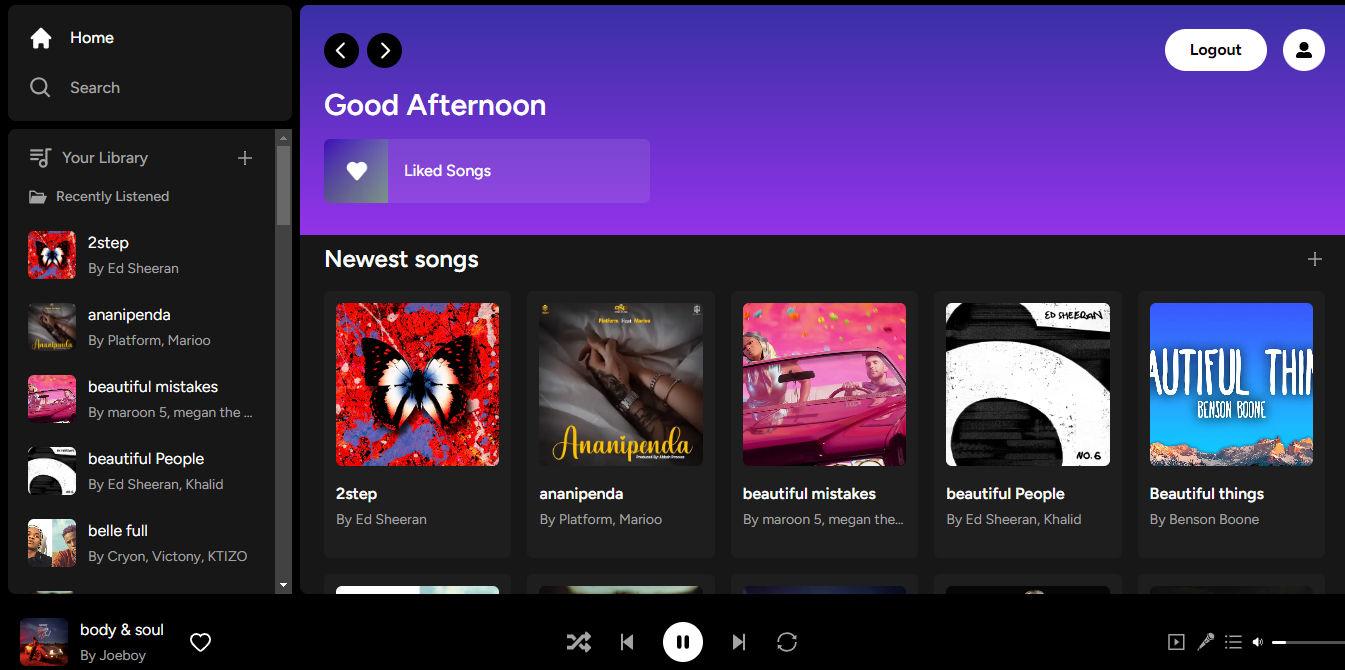 Home
Search
Your Library
Recently Listened
2step
By Ed Sheeran
ananipenda
By Platform, Marioo
beautiful mistakes
By maroon 5, megan the ...
beautiful People
By Ed Sheeran, Khalid
belle full
By Cryon, Victony, KTIZO
Logout
Good Afternoon
Liked Songs
Newest songs
Platform Feat Marioo
Ananipenda
ED SHEERAN
NO.6
AUTIFUL THIN
BENSON BOONE
2step
By Ed Sheeran
ananipenda
By Platform, Marioo
beautiful mistakes
By maroon 5, megan the...
beautiful People
By Ed Sheeran, Khalid
Beautiful things
By Benson Boone
body & soul
By Joeboy